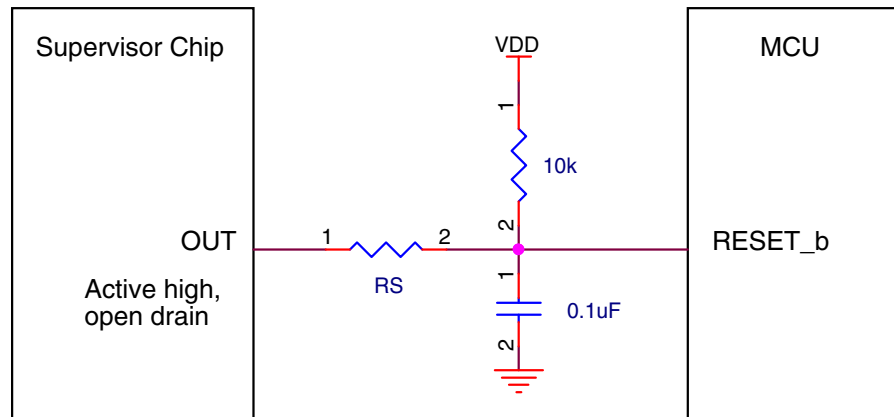 Supervisor Chip
VDD
MCU
1
10k
2
OUT
1
2
RESET_b
RS
1
0.1uF
2
Active high,
open drain